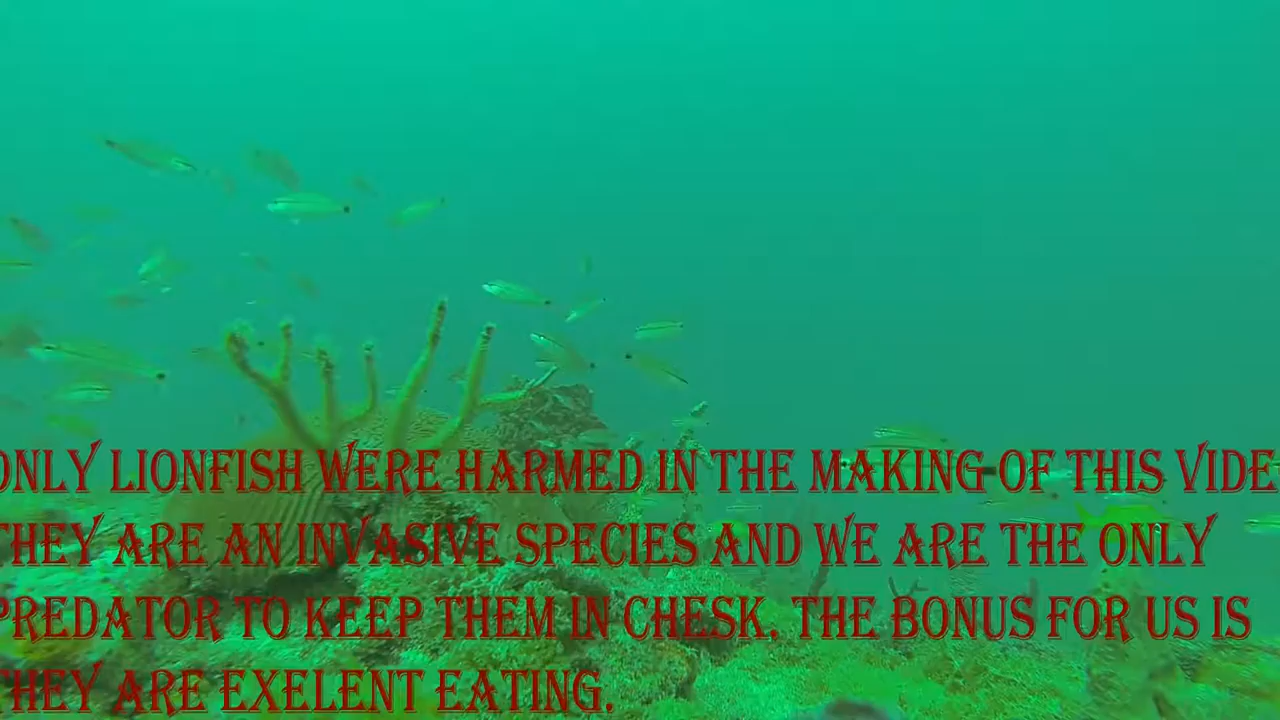 ONLY LIONFISH WERE HARMED IN THE MAKING OF THIS VIDE
THEY ARE AN INVASIVE SPECIES AND WE ARE THE ONLY
PREDATOR TO KEEP THEM IN CHESK. THE BONUS FOR US IS
THEY ARE EXELENT EATING.